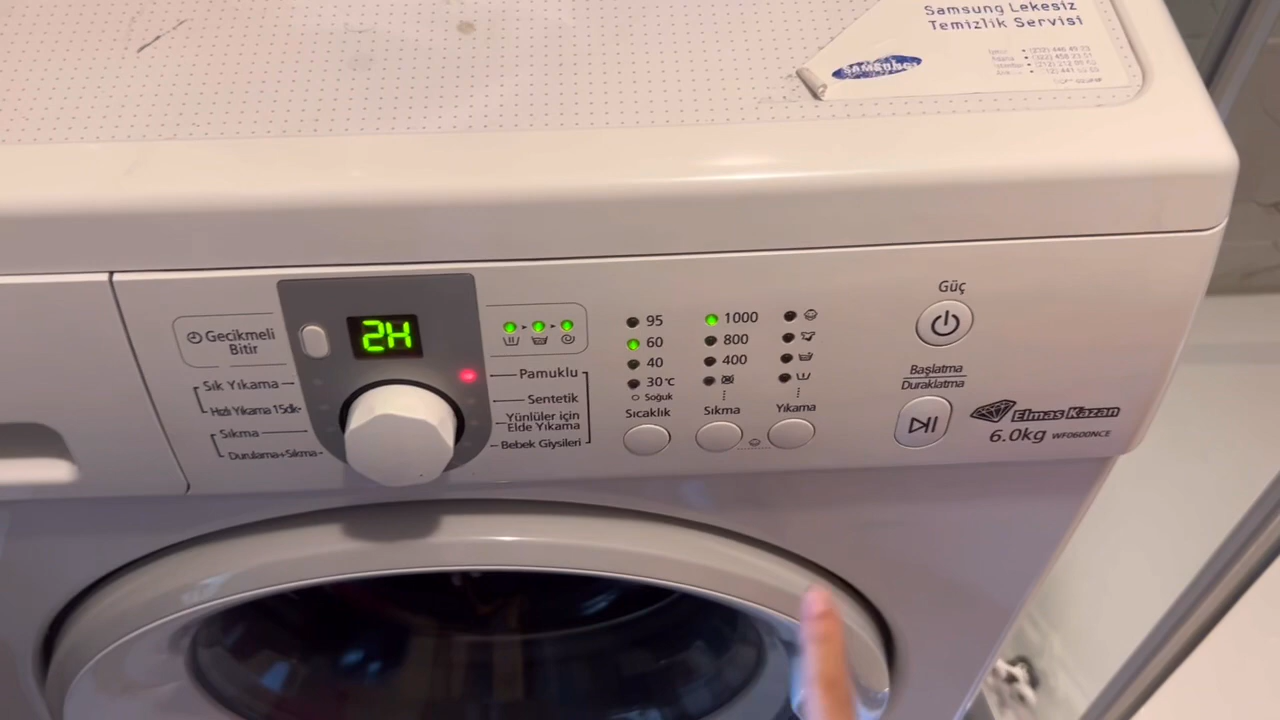 Samsung Lekesiz
Temizlik Servisi
SAMSUNG
Güç
Gecikmeli
Bitir
2H
Sık Yıkama
Hızlı Yıkama 15dk
Sıkma
Durulama+Sıkma
Pamuklu
Sentetik
Yünlüler için
Elde Yıkama
Bebek Giysileri
95
60
40
30°C
Soğuk
Sıcaklık
1000
800
400
Sıkma
Yıkama
Başlatma
Duraklatma
Elmas Kazan
6.0kg WF0600NCE